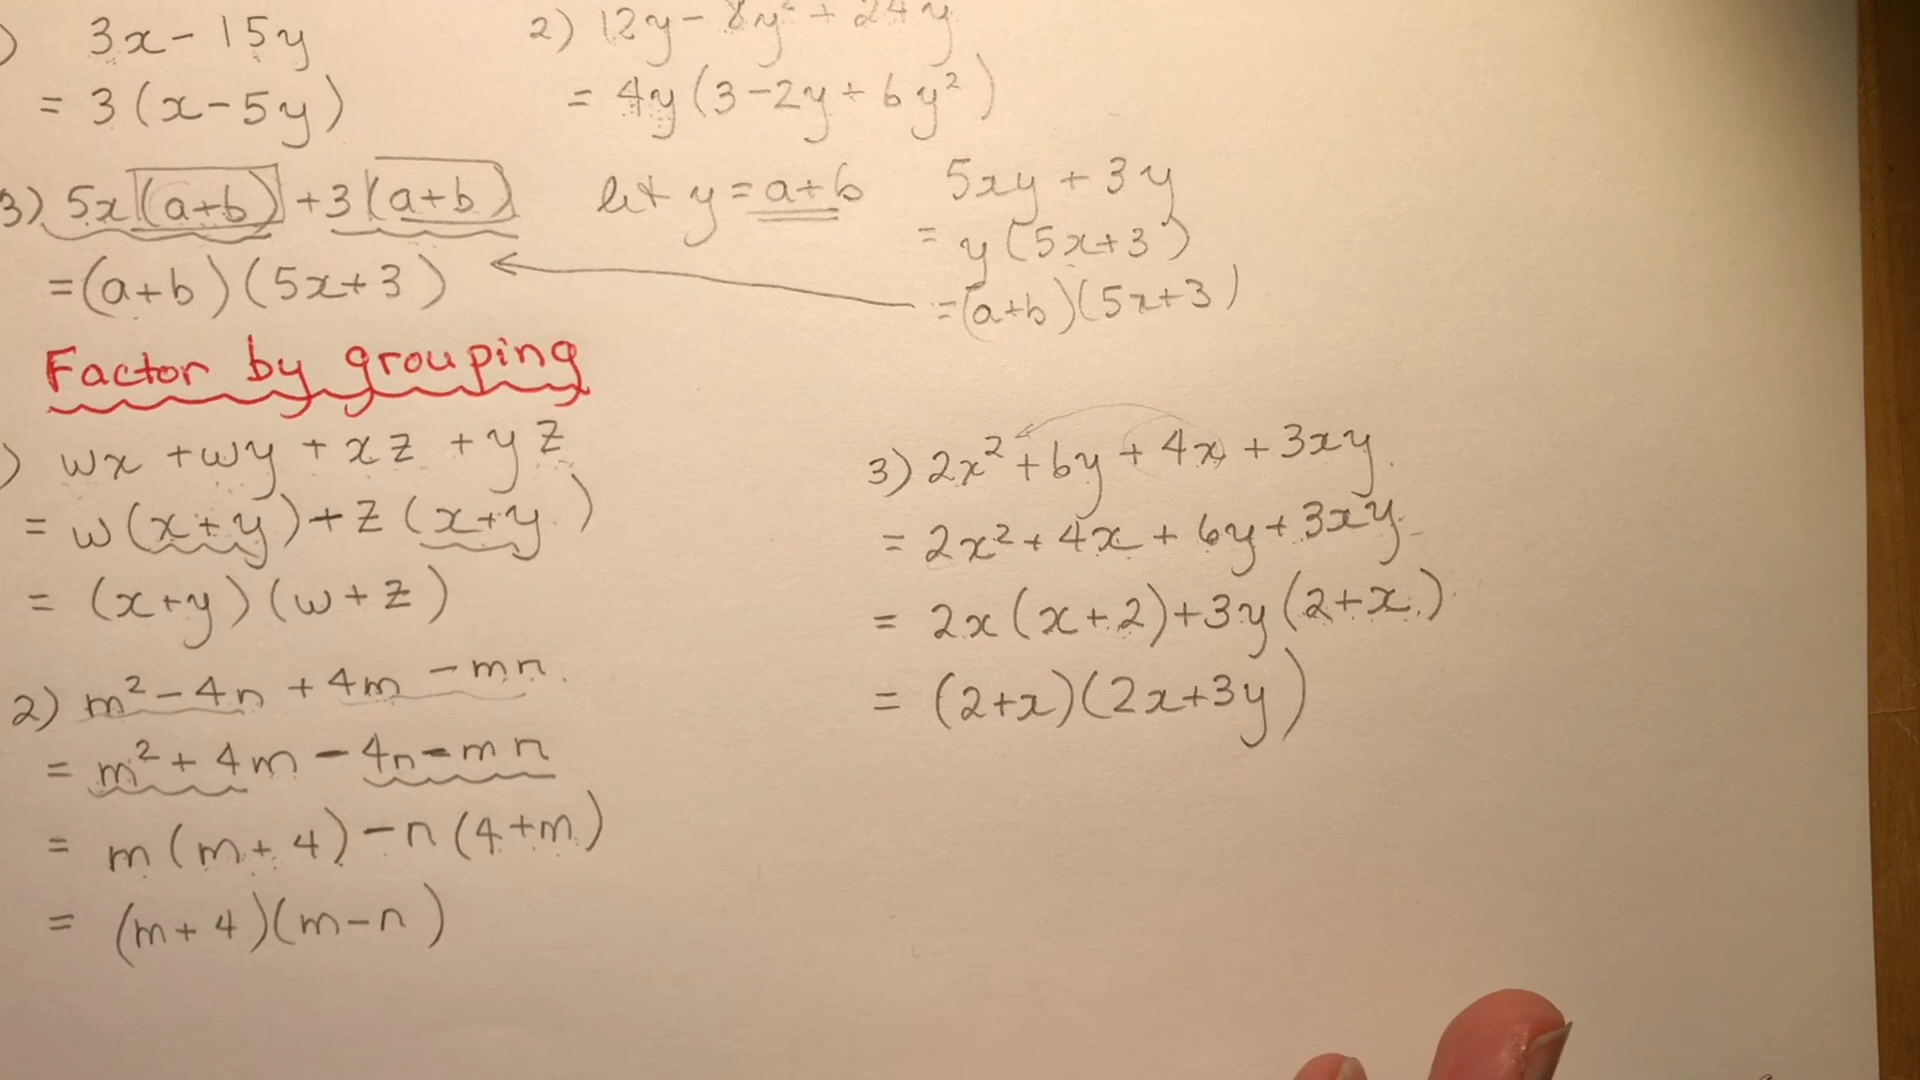 ) 3x - 15y
= 3(x-5y)
2) 12y - 8y² + 24y
= 4y(3-2y+6y²)
3) 5x(a+b) + 3(a+b)
= (a+b)(5x+3)
let y = a+b
5xy + 3y
= y(5x+3)
= (a+b)(5x+3)
Factor by grouping
) wx + wy + xz + yz
= w(x+y) + z(x+y)
= (x+y)(w+z)
2) m² - 4n + 4m - mn
= m² + 4m - 4n - mn
= m(m+4) - n(4+m)
= (m+4)(m-n)
3) 2x² + 6y + 4x + 3xy
= 2x² + 4x + 6y + 3xy
= 2x(x+2) + 3y(2+x)
= (2+x)(2x+3y)